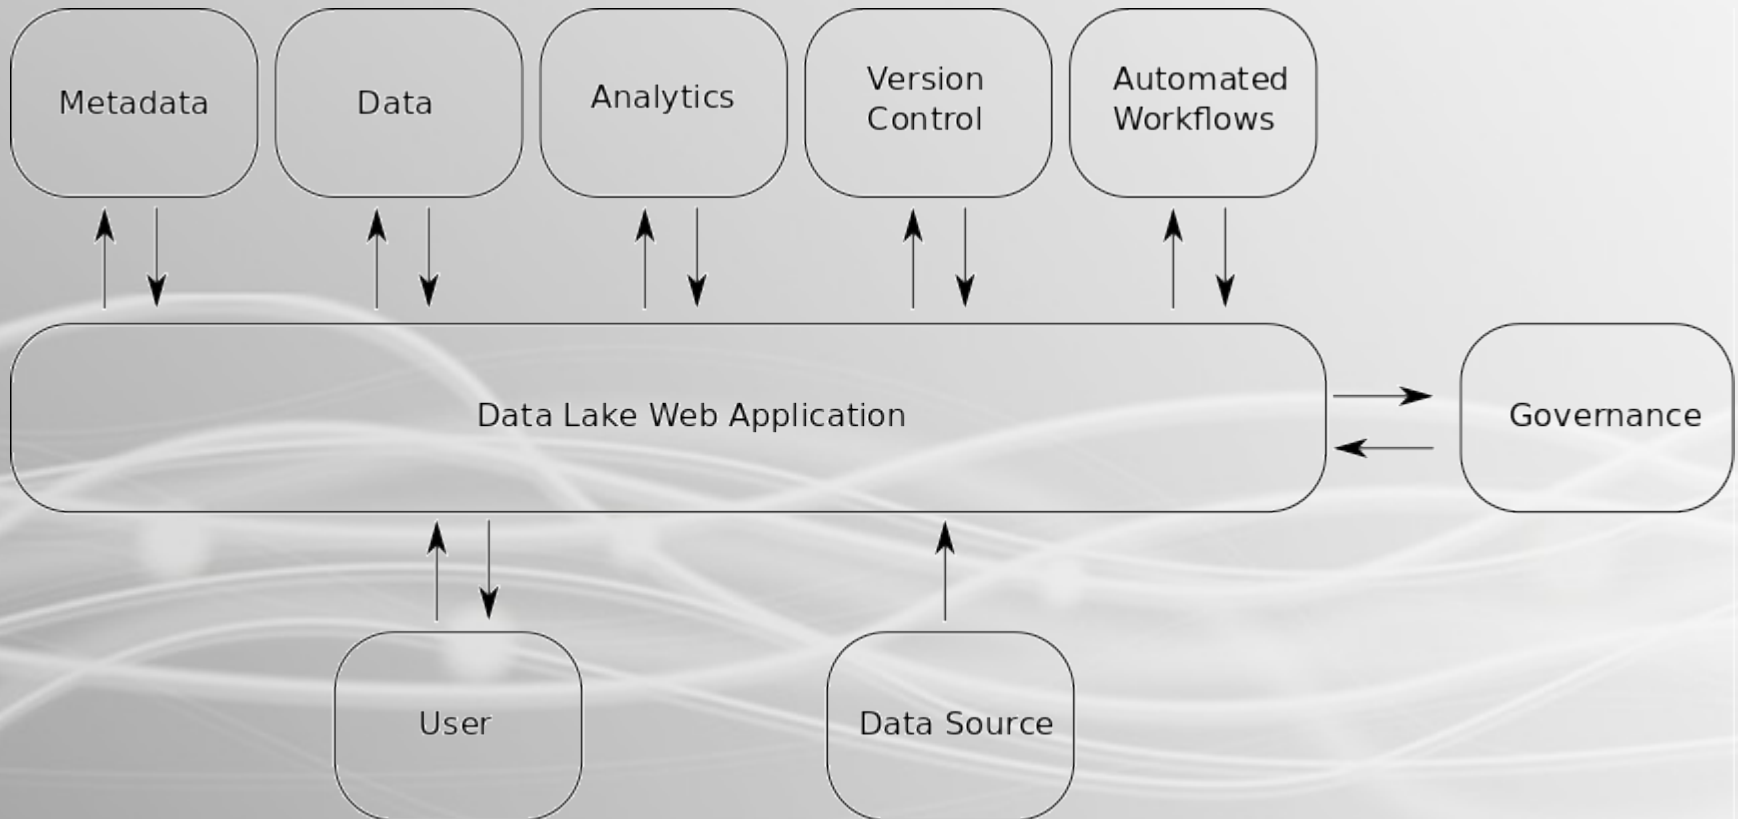 Metadata
Data
Analytics
Version
Control
Automated
Workflows
Data Lake Web Application
Governance
User
Data Source